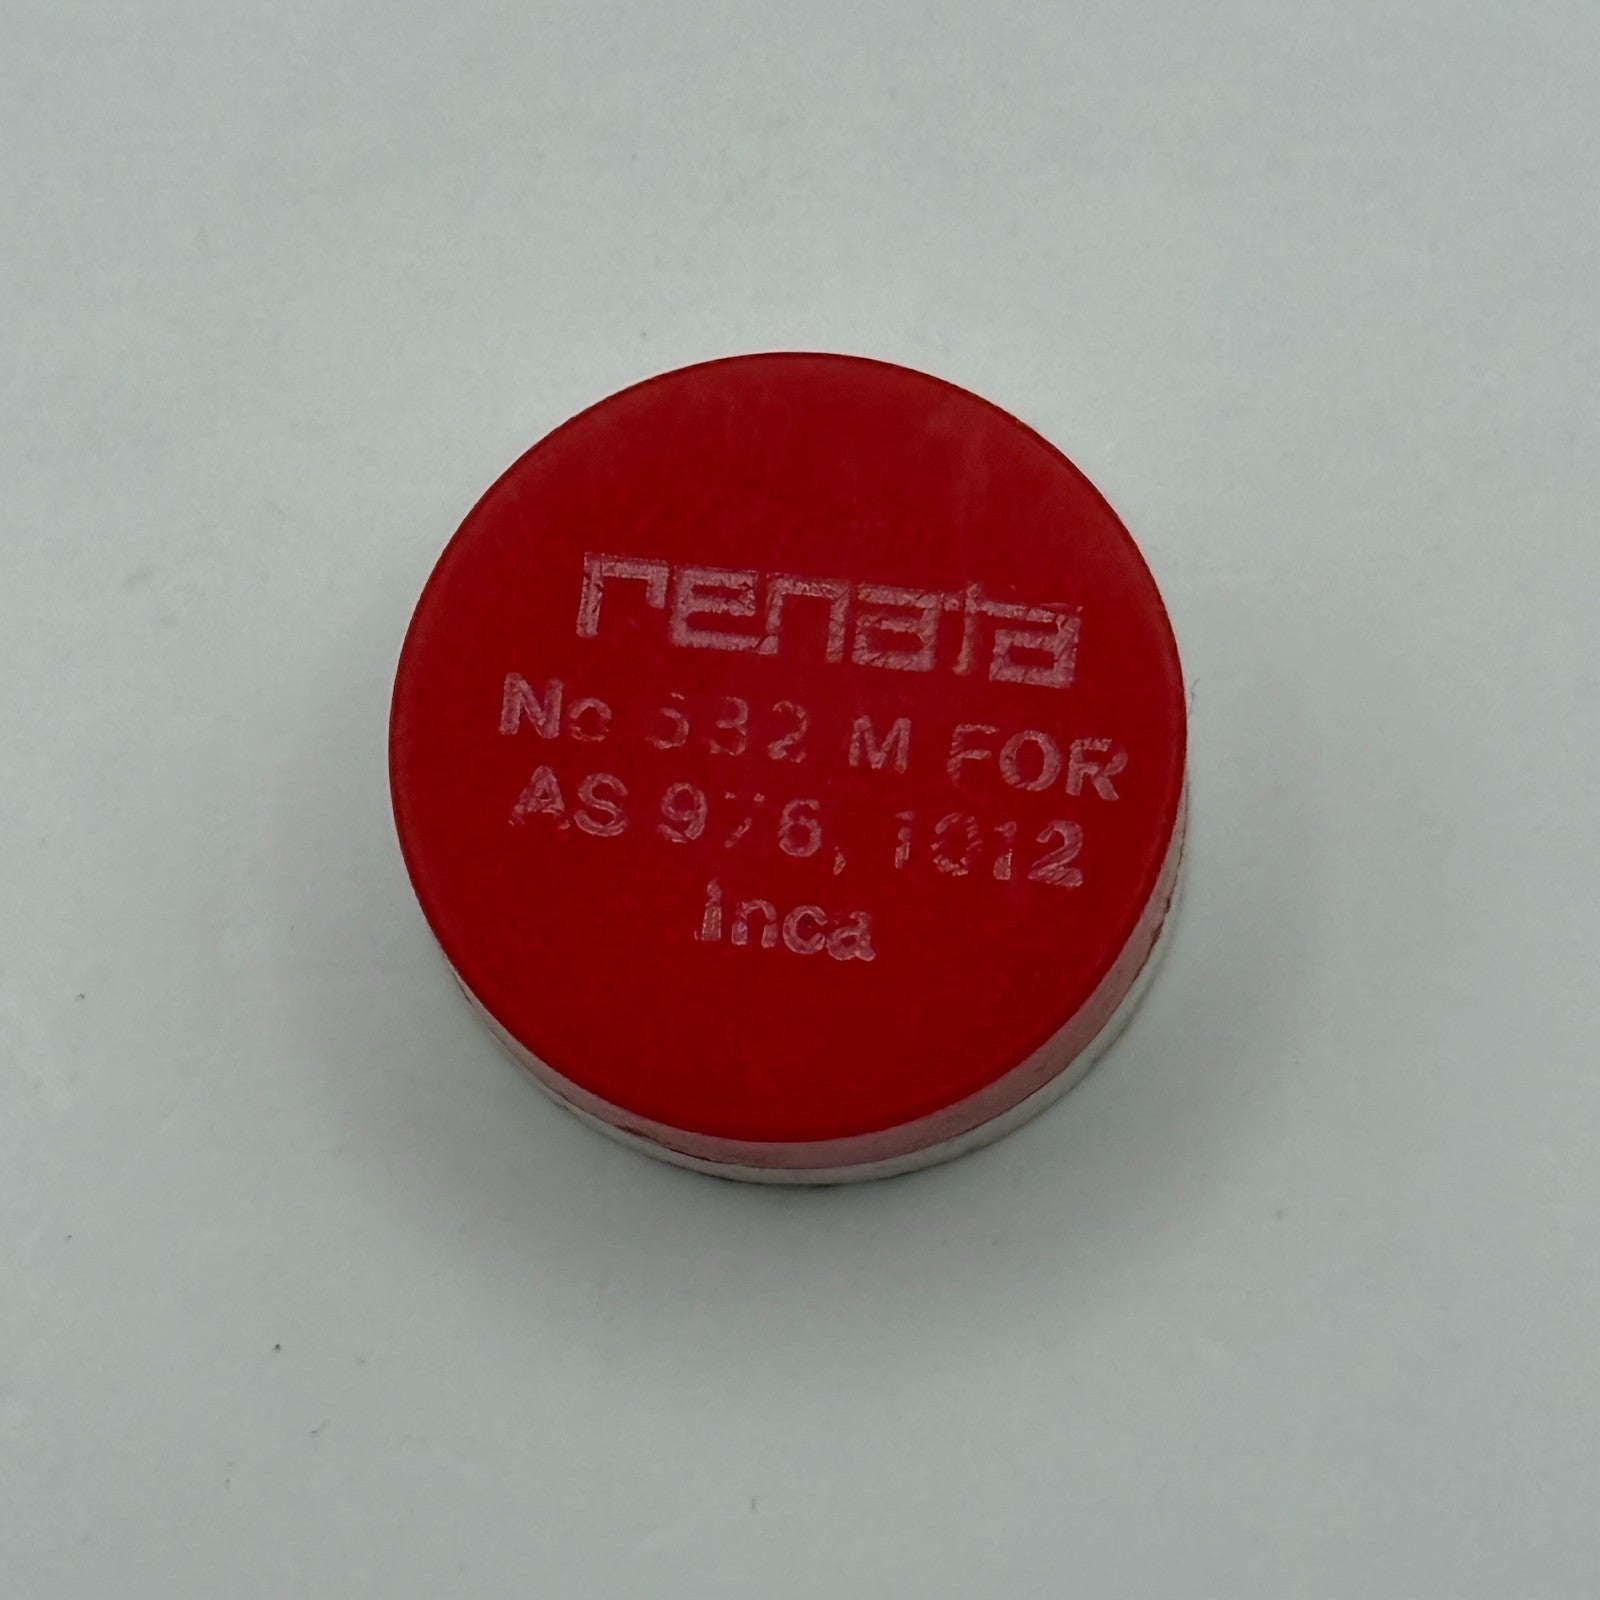 renata
No 532 M FOR
AS 976, 1012
Inca